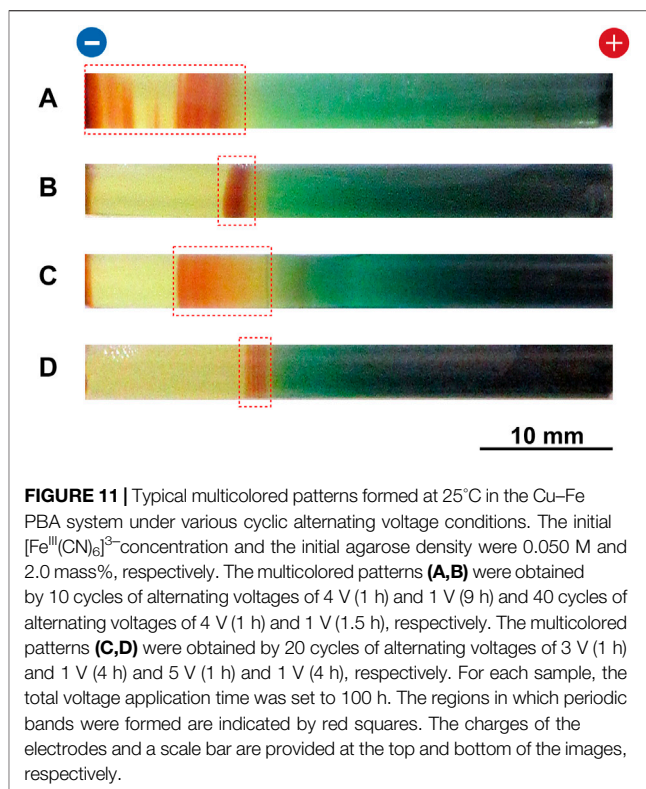 − +
A
B
C
D
10 mm
FIGURE 11 | Typical multicolored patterns formed at 25°C in the Cu–Fe
PBA system under various cyclic alternating voltage conditions. The initial
[Fe^III(CN)₆]³⁻concentration and the initial agarose density were 0.050 M and
2.0 mass%, respectively. The multicolored patterns (A,B) were obtained
by 10 cycles of alternating voltages of 4 V (1 h) and 1 V (9 h) and 40 cycles of
alternating voltages of 4 V (1 h) and 1 V (1.5 h), respectively. The multicolored
patterns (C,D) were obtained by 20 cycles of alternating voltages of 3 V (1 h)
and 1 V (4 h) and 5 V (1 h) and 1 V (4 h), respectively. For each sample, the
total voltage application time was set to 100 h. The regions in which periodic
bands were formed are indicated by red squares. The charges of the
electrodes and a scale bar are provided at the top and bottom of the images,
respectively.